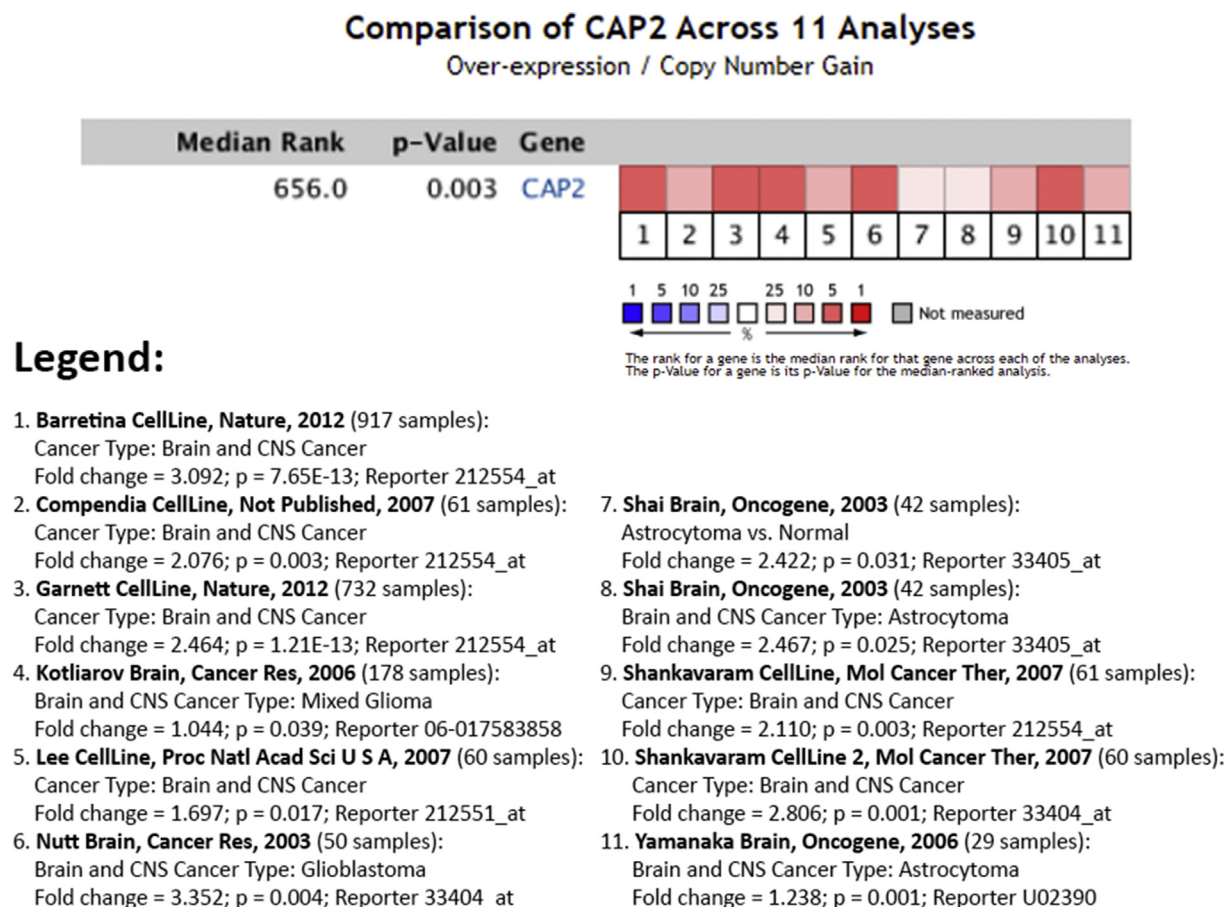 Comparison of CAP2 Across 11 Analyses
Over-expression / Copy Number Gain
Median Rank p-Value Gene
656.0 0.003 CAP2
1 2 3 4 5 6 7 8 9 10 11
1 5 10 25 25 10 5 1
Not measured
%
The rank for a gene is the median rank for that gene across each of the analyses.
The p-Value for a gene is its p-Value for the median-ranked analysis.
Legend:
1. Barretina CellLine, Nature, 2012 (917 samples):
Cancer Type: Brain and CNS Cancer
Fold change = 3.092; p = 7.65E-13; Reporter 212554_at
2. Compendia CellLine, Not Published, 2007 (61 samples):
Cancer Type: Brain and CNS Cancer
Fold change = 2.076; p = 0.003; Reporter 212554_at
3. Garnett CellLine, Nature, 2012 (732 samples):
Cancer Type: Brain and CNS Cancer
Fold change = 2.464; p = 1.21E-13; Reporter 212554_at
4. Kotliarov Brain, Cancer Res, 2006 (178 samples):
Brain and CNS Cancer Type: Mixed Glioma
Fold change = 1.044; p = 0.039; Reporter 06-017583858
5. Lee CellLine, Proc Natl Acad Sci U S A, 2007 (60 samples):
Cancer Type: Brain and CNS Cancer
Fold change = 1.697; p = 0.017; Reporter 212551_at
6. Nutt Brain, Cancer Res, 2003 (50 samples):
Brain and CNS Cancer Type: Glioblastoma
Fold change = 3.352; p = 0.004; Reporter 33404_at
7. Shai Brain, Oncogene, 2003 (42 samples):
Astrocytoma vs. Normal
Fold change = 2.422; p = 0.031; Reporter 33405_at
8. Shai Brain, Oncogene, 2003 (42 samples):
Brain and CNS Cancer Type: Astrocytoma
Fold change = 2.467; p = 0.025; Reporter 33405_at
9. Shankavaram CellLine, Mol Cancer Ther, 2007 (61 samples):
Cancer Type: Brain and CNS Cancer
Fold change = 2.110; p = 0.003; Reporter 212554_at
10. Shankavaram CellLine 2, Mol Cancer Ther, 2007 (60 samples):
Cancer Type: Brain and CNS Cancer
Fold change = 2.806; p = 0.001; Reporter 33404_at
11. Yamanaka Brain, Oncogene, 2006 (29 samples):
Brain and CNS Cancer Type: Astrocytoma
Fold change = 1.238; p = 0.001; Reporter U02390